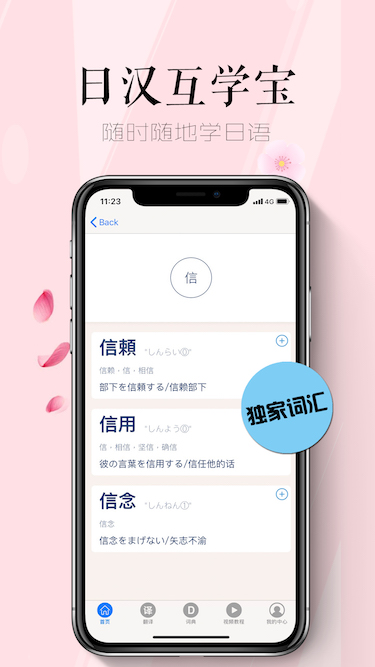 日汉互学宝
随时随地学日语
11:23
4G
Back
信
信頼 "しんらい⓪"
信赖・信・相信
部下を信頼する/信赖部下
信用 "しんよう⓪"
信・相信・坚信・确信
彼の言葉を信用する/信任他的话
独家词汇
信念 "しんねん①"
信念
信念をまげない/矢志不渝
译
D
首页
翻译
词典
视频教程
我的中心